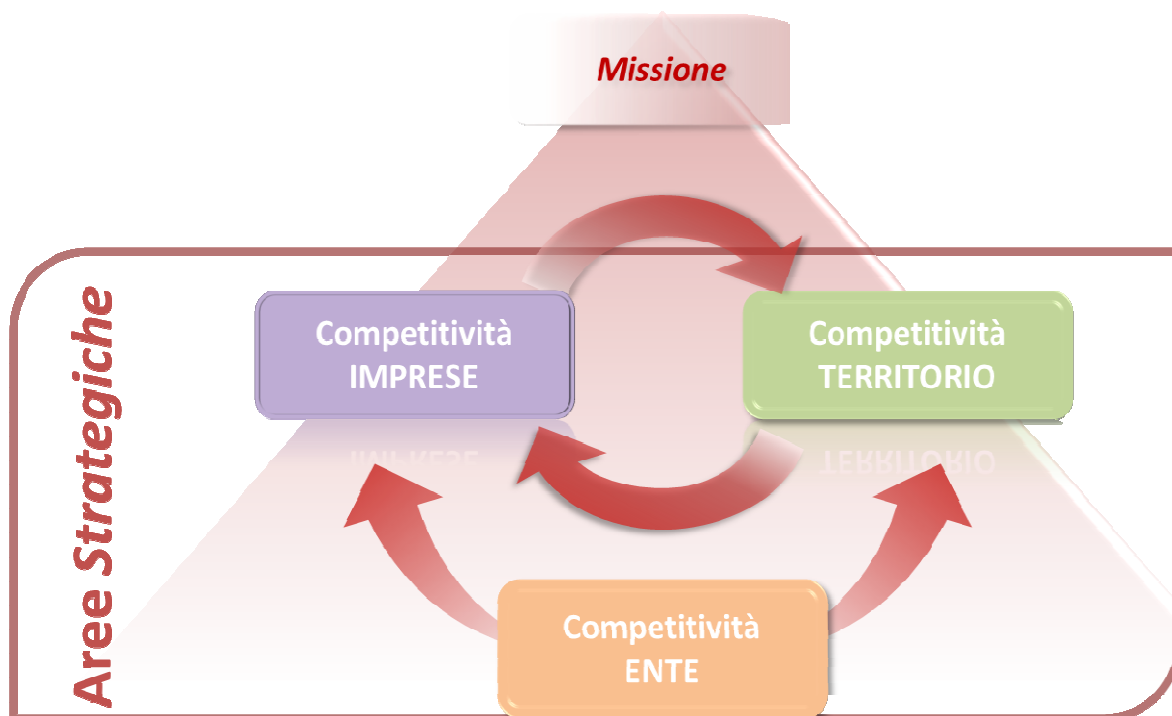 Missione
Aree Strategiche
Competitività
IMPRESE
Competitività
TERRITORIO
Competitività
ENTE